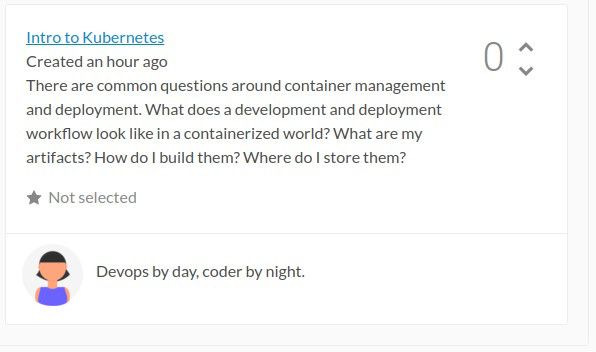 Intro to Kubernetes
0
Created an hour ago
There are common questions around container management
and deployment. What does a development and deployment
workflow look like in a containerized world? What are my
artifacts? How do I build them? Where do I store them?
Not selected
Devops by day, coder by night.